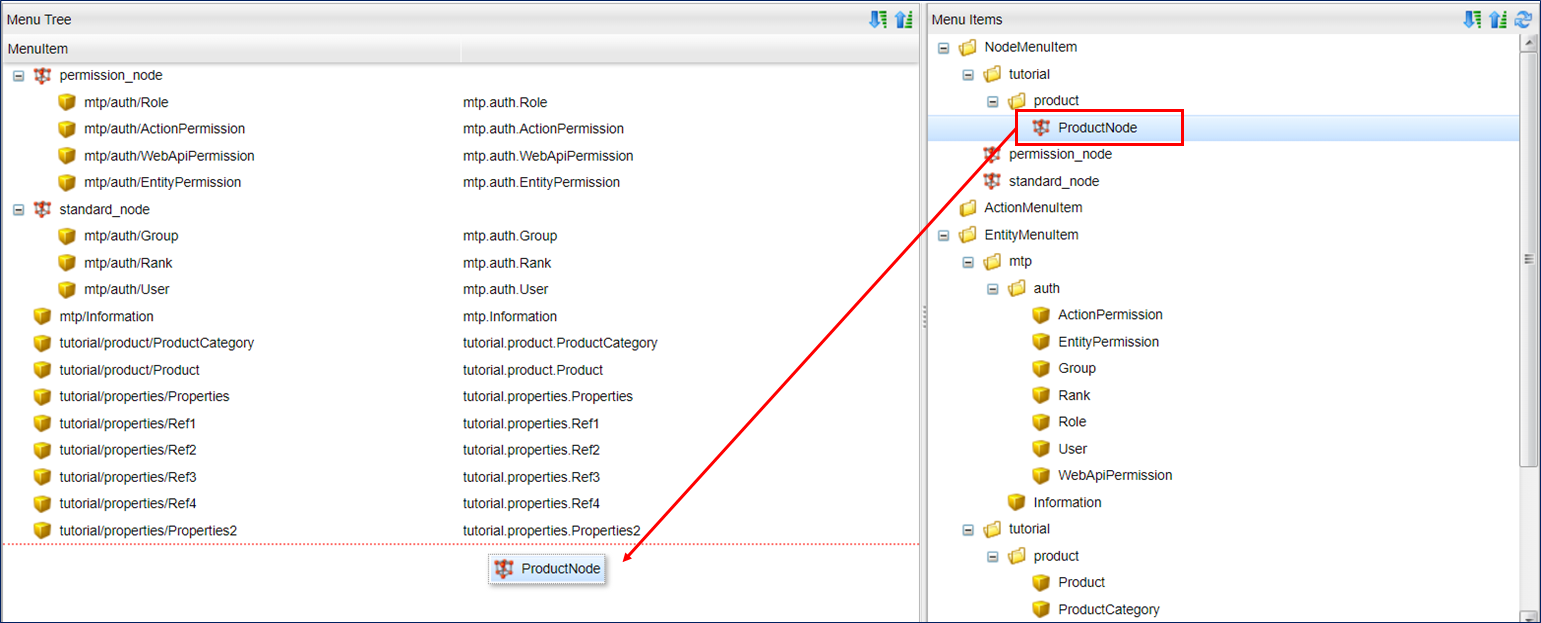 Menu Tree
MenuItem
permission_node
mtp/auth/Role mtp.auth.Role
mtp/auth/ActionPermission mtp.auth.ActionPermission
mtp/auth/WebApiPermission mtp.auth.WebApiPermission
mtp/auth/EntityPermission mtp.auth.EntityPermission
standard_node
mtp/auth/Group mtp.auth.Group
mtp/auth/Rank mtp.auth.Rank
mtp/auth/User mtp.auth.User
mtp/Information mtp.Information
tutorial/product/ProductCategory tutorial.product.ProductCategory
tutorial/product/Product tutorial.product.Product
tutorial/properties/Properties tutorial.properties.Properties
tutorial/properties/Ref1 tutorial.properties.Ref1
tutorial/properties/Ref2 tutorial.properties.Ref2
tutorial/properties/Ref3 tutorial.properties.Ref3
tutorial/properties/Ref4 tutorial.properties.Ref4
tutorial/properties/Properties2 tutorial.properties.Properties2
ProductNode
Menu Items
NodeMenuItem
tutorial
product
ProductNode
permission_node
standard_node
ActionMenuItem
EntityMenuItem
mtp
auth
ActionPermission
EntityPermission
Group
Rank
Role
User
WebApiPermission
Information
tutorial
product
Product
ProductCategory